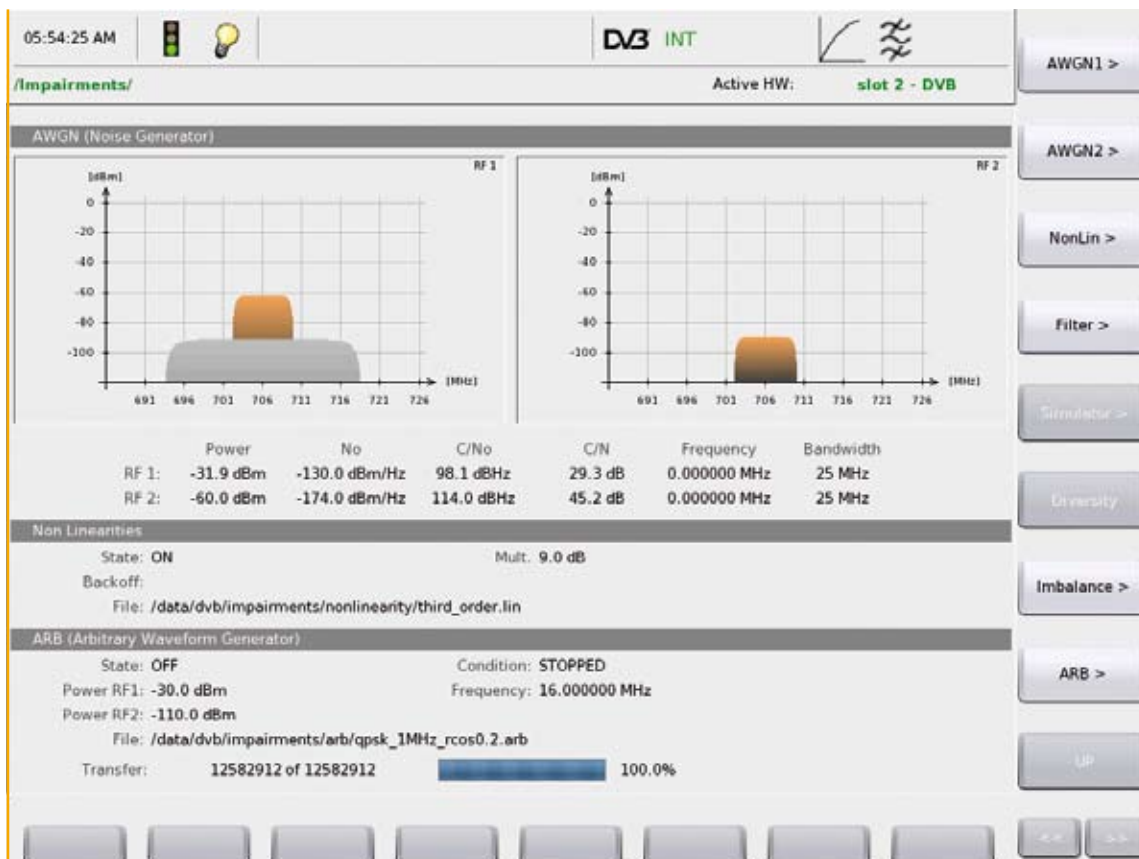 05:54:25 AM
DVB INT
/Impairments/ Active HW: slot 2 - DVB
AWGN (Noise Generator)
RF 1
[dBm]
0
-20
-40
-60
-80
-100
[MHz]
691 696 701 706 711 716 721 726
RF 2
[dBm]
0
-20
-40
-60
-80
-100
[MHz]
691 696 701 706 711 716 721 726
Power No C/No C/N Frequency Bandwidth
RF 1: -31.9 dBm -130.0 dBm/Hz 98.1 dBHz 29.3 dB 0.000000 MHz 25 MHz
RF 2: -60.0 dBm -174.0 dBm/Hz 114.0 dBHz 45.2 dB 0.000000 MHz 25 MHz
Non Linearities
State: ON Mult. 9.0 dB
Backoff:
File: /data/dvb/impairments/nonlinearity/third_order.lin
ARB (Arbitrary Waveform Generator)
State: OFF Condition: STOPPED
Power RF1: -30.0 dBm Frequency: 16.000000 MHz
Power RF2: -110.0 dBm
File: /data/dvb/impairments/arb/qpsk_1MHz_rcos0.2.arb
Transfer: 12582912 of 12582912 100.0%
AWGN1 >
AWGN2 >
NonLin >
Filter >
Simulator >
Diversity
Imbalance >
ARB >
UP
<< >>